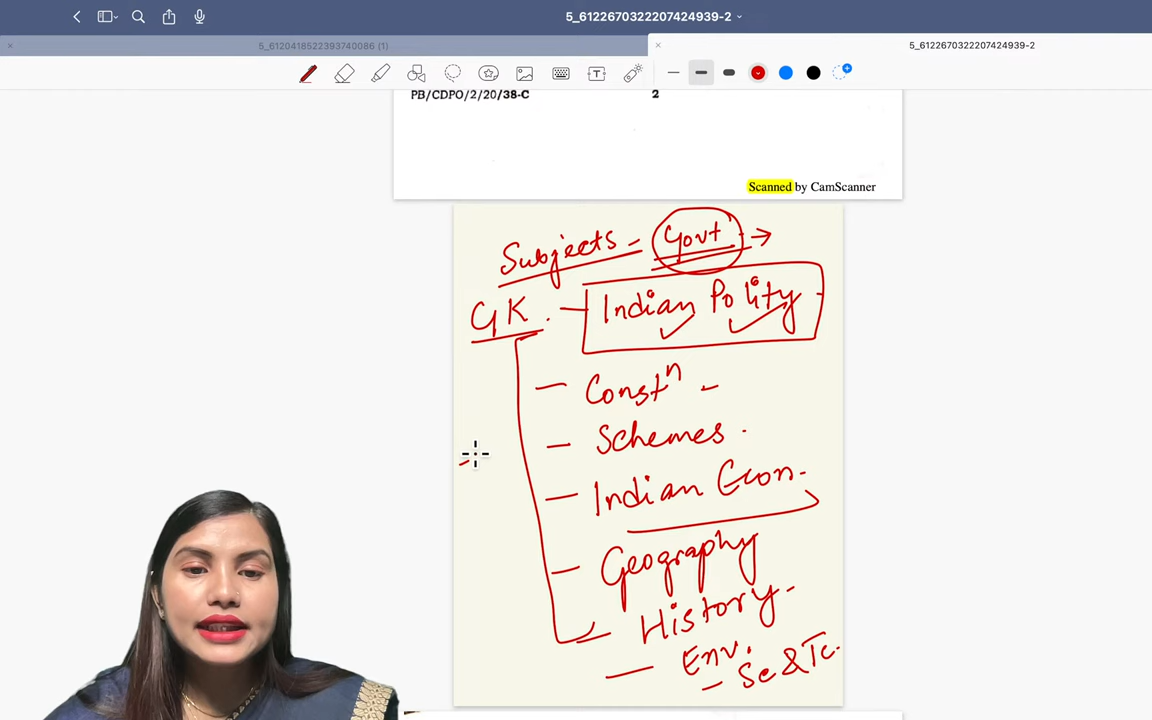 5_6122670322207424939-2
5_6120418522393740086 (1)
5_6122670322207424939-2
PB/CDPO/2/20/38-C 2
Scanned by CamScanner
Subjects = Govt →
GK. - Indian Polity
- Constⁿ -
- Schemes.
- Indian Econ.
- Geography
- History.
- Env.
- Sc & Tc.